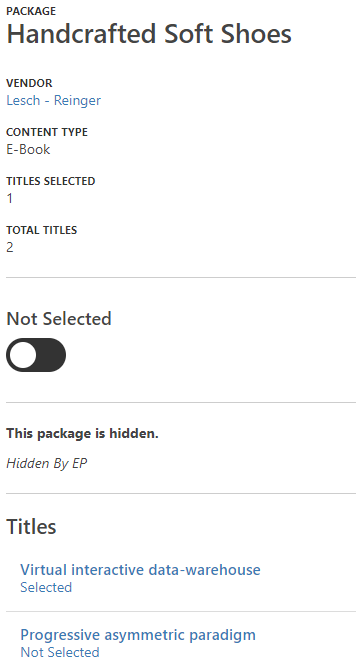 PACKAGE
Handcrafted Soft Shoes
VENDOR
Lesch - Reinger
CONTENT TYPE
E-Book
TITLES SELECTED
1
TOTAL TITLES
2
Not Selected
This package is hidden.
Hidden By EP
Titles
Virtual interactive data-warehouse
Selected
Progressive asymmetric paradigm
Not Selected